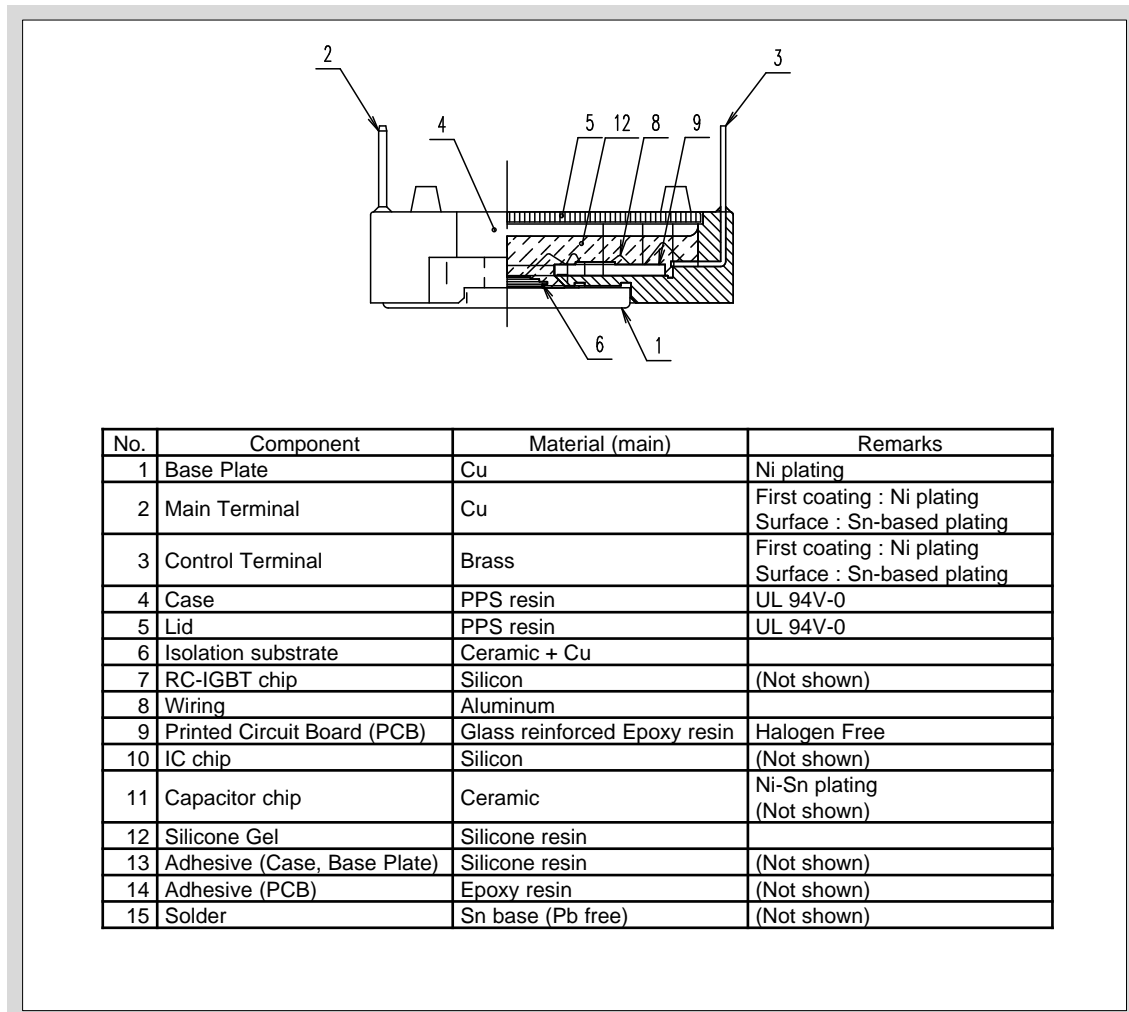 2
3
4
5 12 8 9
6 1
No. Component Material (main) Remarks
1 Base Plate Cu Ni plating
2 Main Terminal Cu First coating : Ni plating
Surface : Sn-based plating
3 Control Terminal Brass First coating : Ni plating
Surface : Sn-based plating
4 Case PPS resin UL 94V-0
5 Lid PPS resin UL 94V-0
6 Isolation substrate Ceramic + Cu
7 RC-IGBT chip Silicon (Not shown)
8 Wiring Aluminum
9 Printed Circuit Board (PCB) Glass reinforced Epoxy resin Halogen Free
10 IC chip Silicon (Not shown)
11 Capacitor chip Ceramic Ni-Sn plating
(Not shown)
12 Silicone Gel Silicone resin
13 Adhesive (Case, Base Plate) Silicone resin (Not shown)
14 Adhesive (PCB) Epoxy resin (Not shown)
15 Solder Sn base (Pb free) (Not shown)